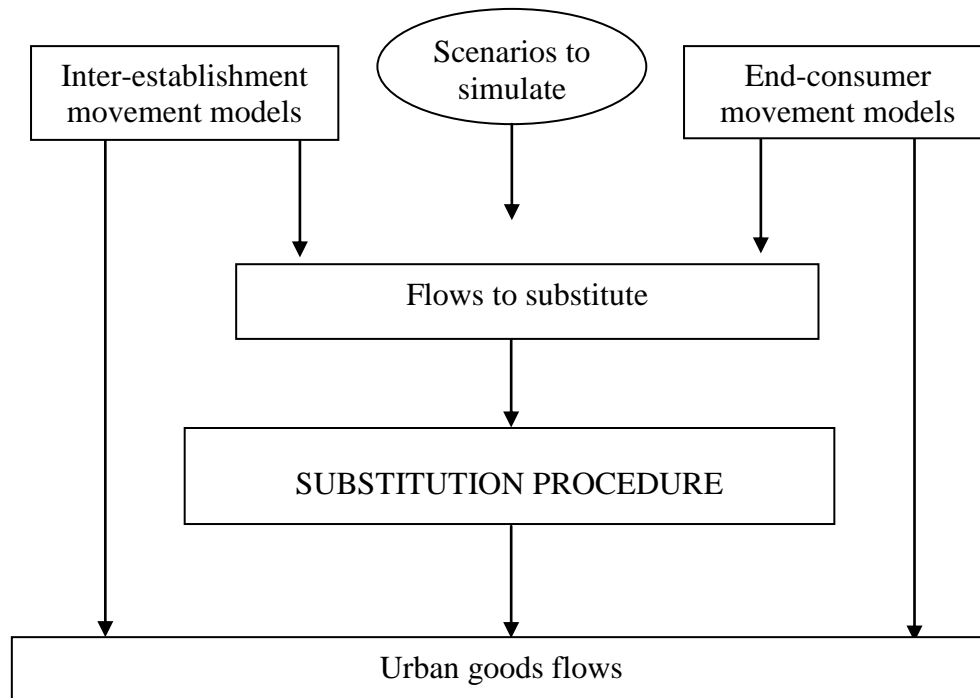 Inter-establishment
movement models
Scenarios to
simulate
End-consumer
movement models
Flows to substitute
SUBSTITUTION PROCEDURE
Urban goods flows